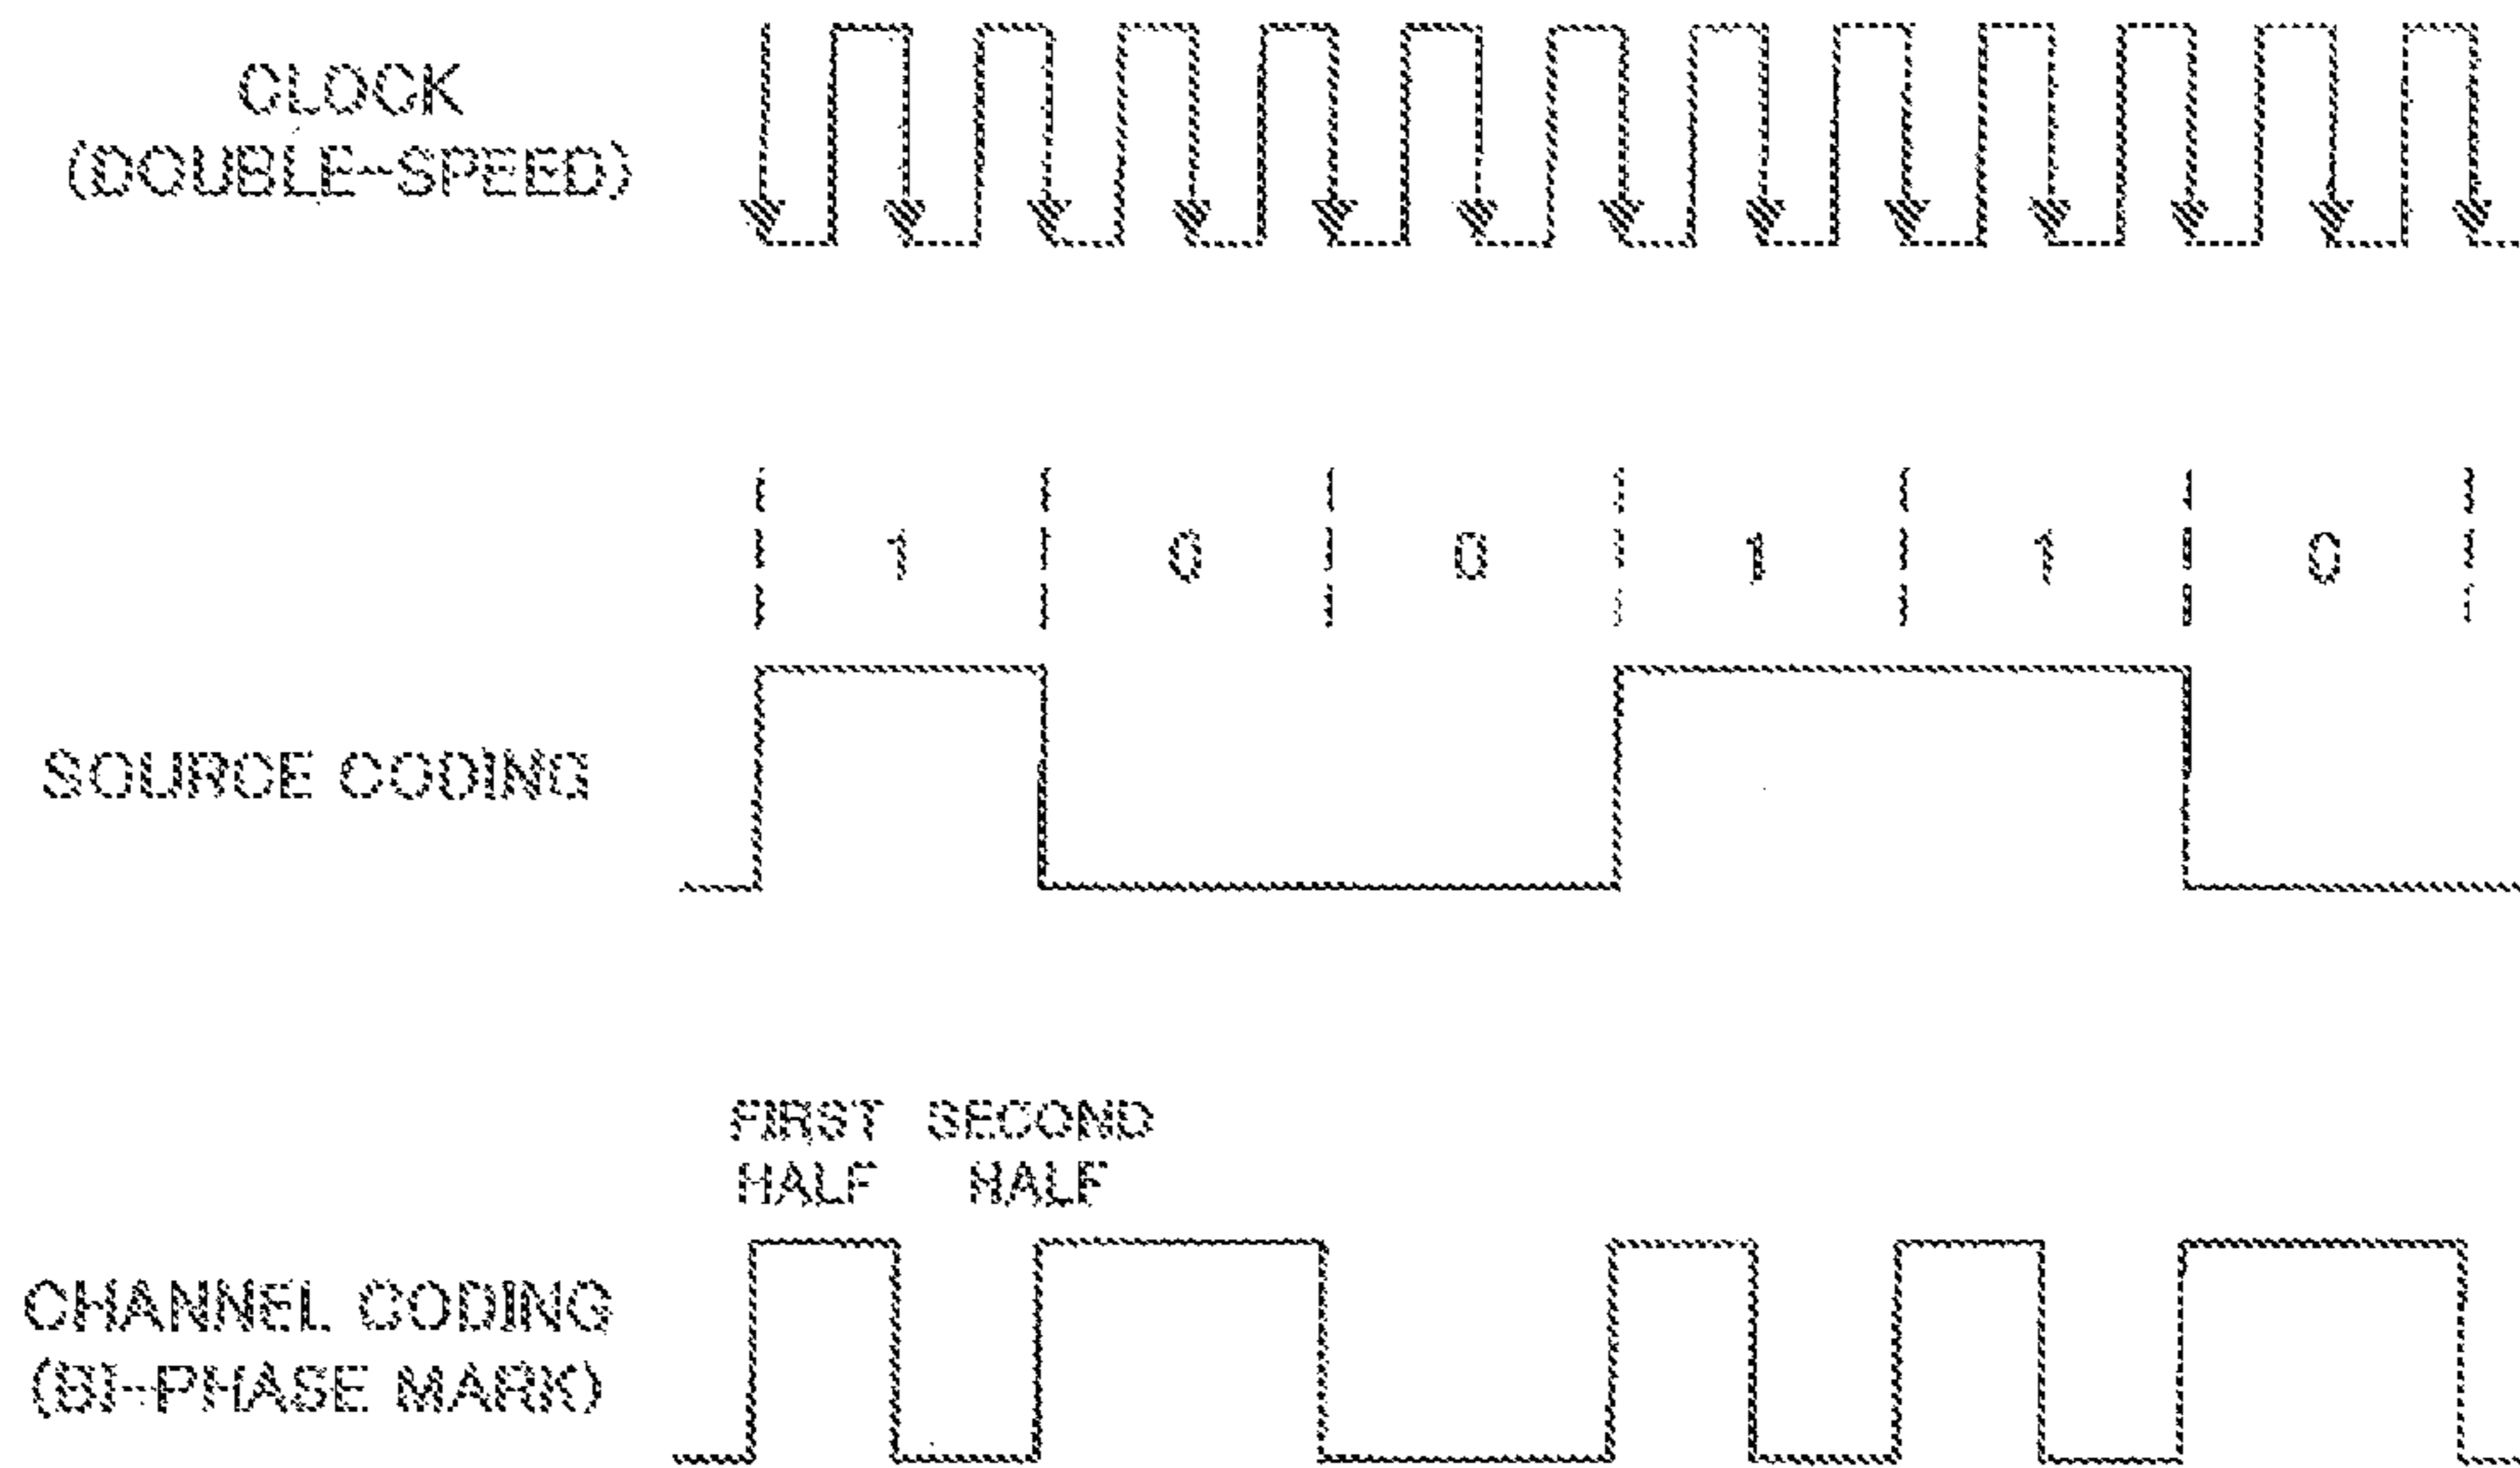 CLOCK
(DOUBLE-SPEED)
1 0 0 1 1 0
SOURCE CODING
FIRST SECOND
HALF HALF
CHANNEL CODING
(BI-PHASE MARK)